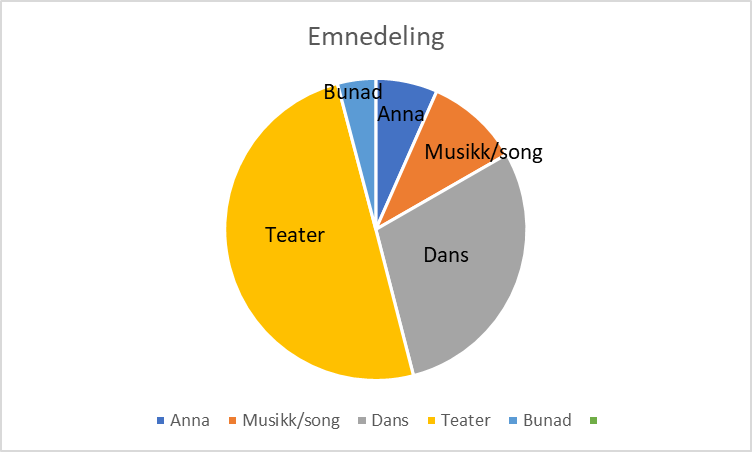 Emnedeling
Bunad
Anna
Musikk/song
Teater
Dans
Anna Musikk/song Dans Teater Bunad